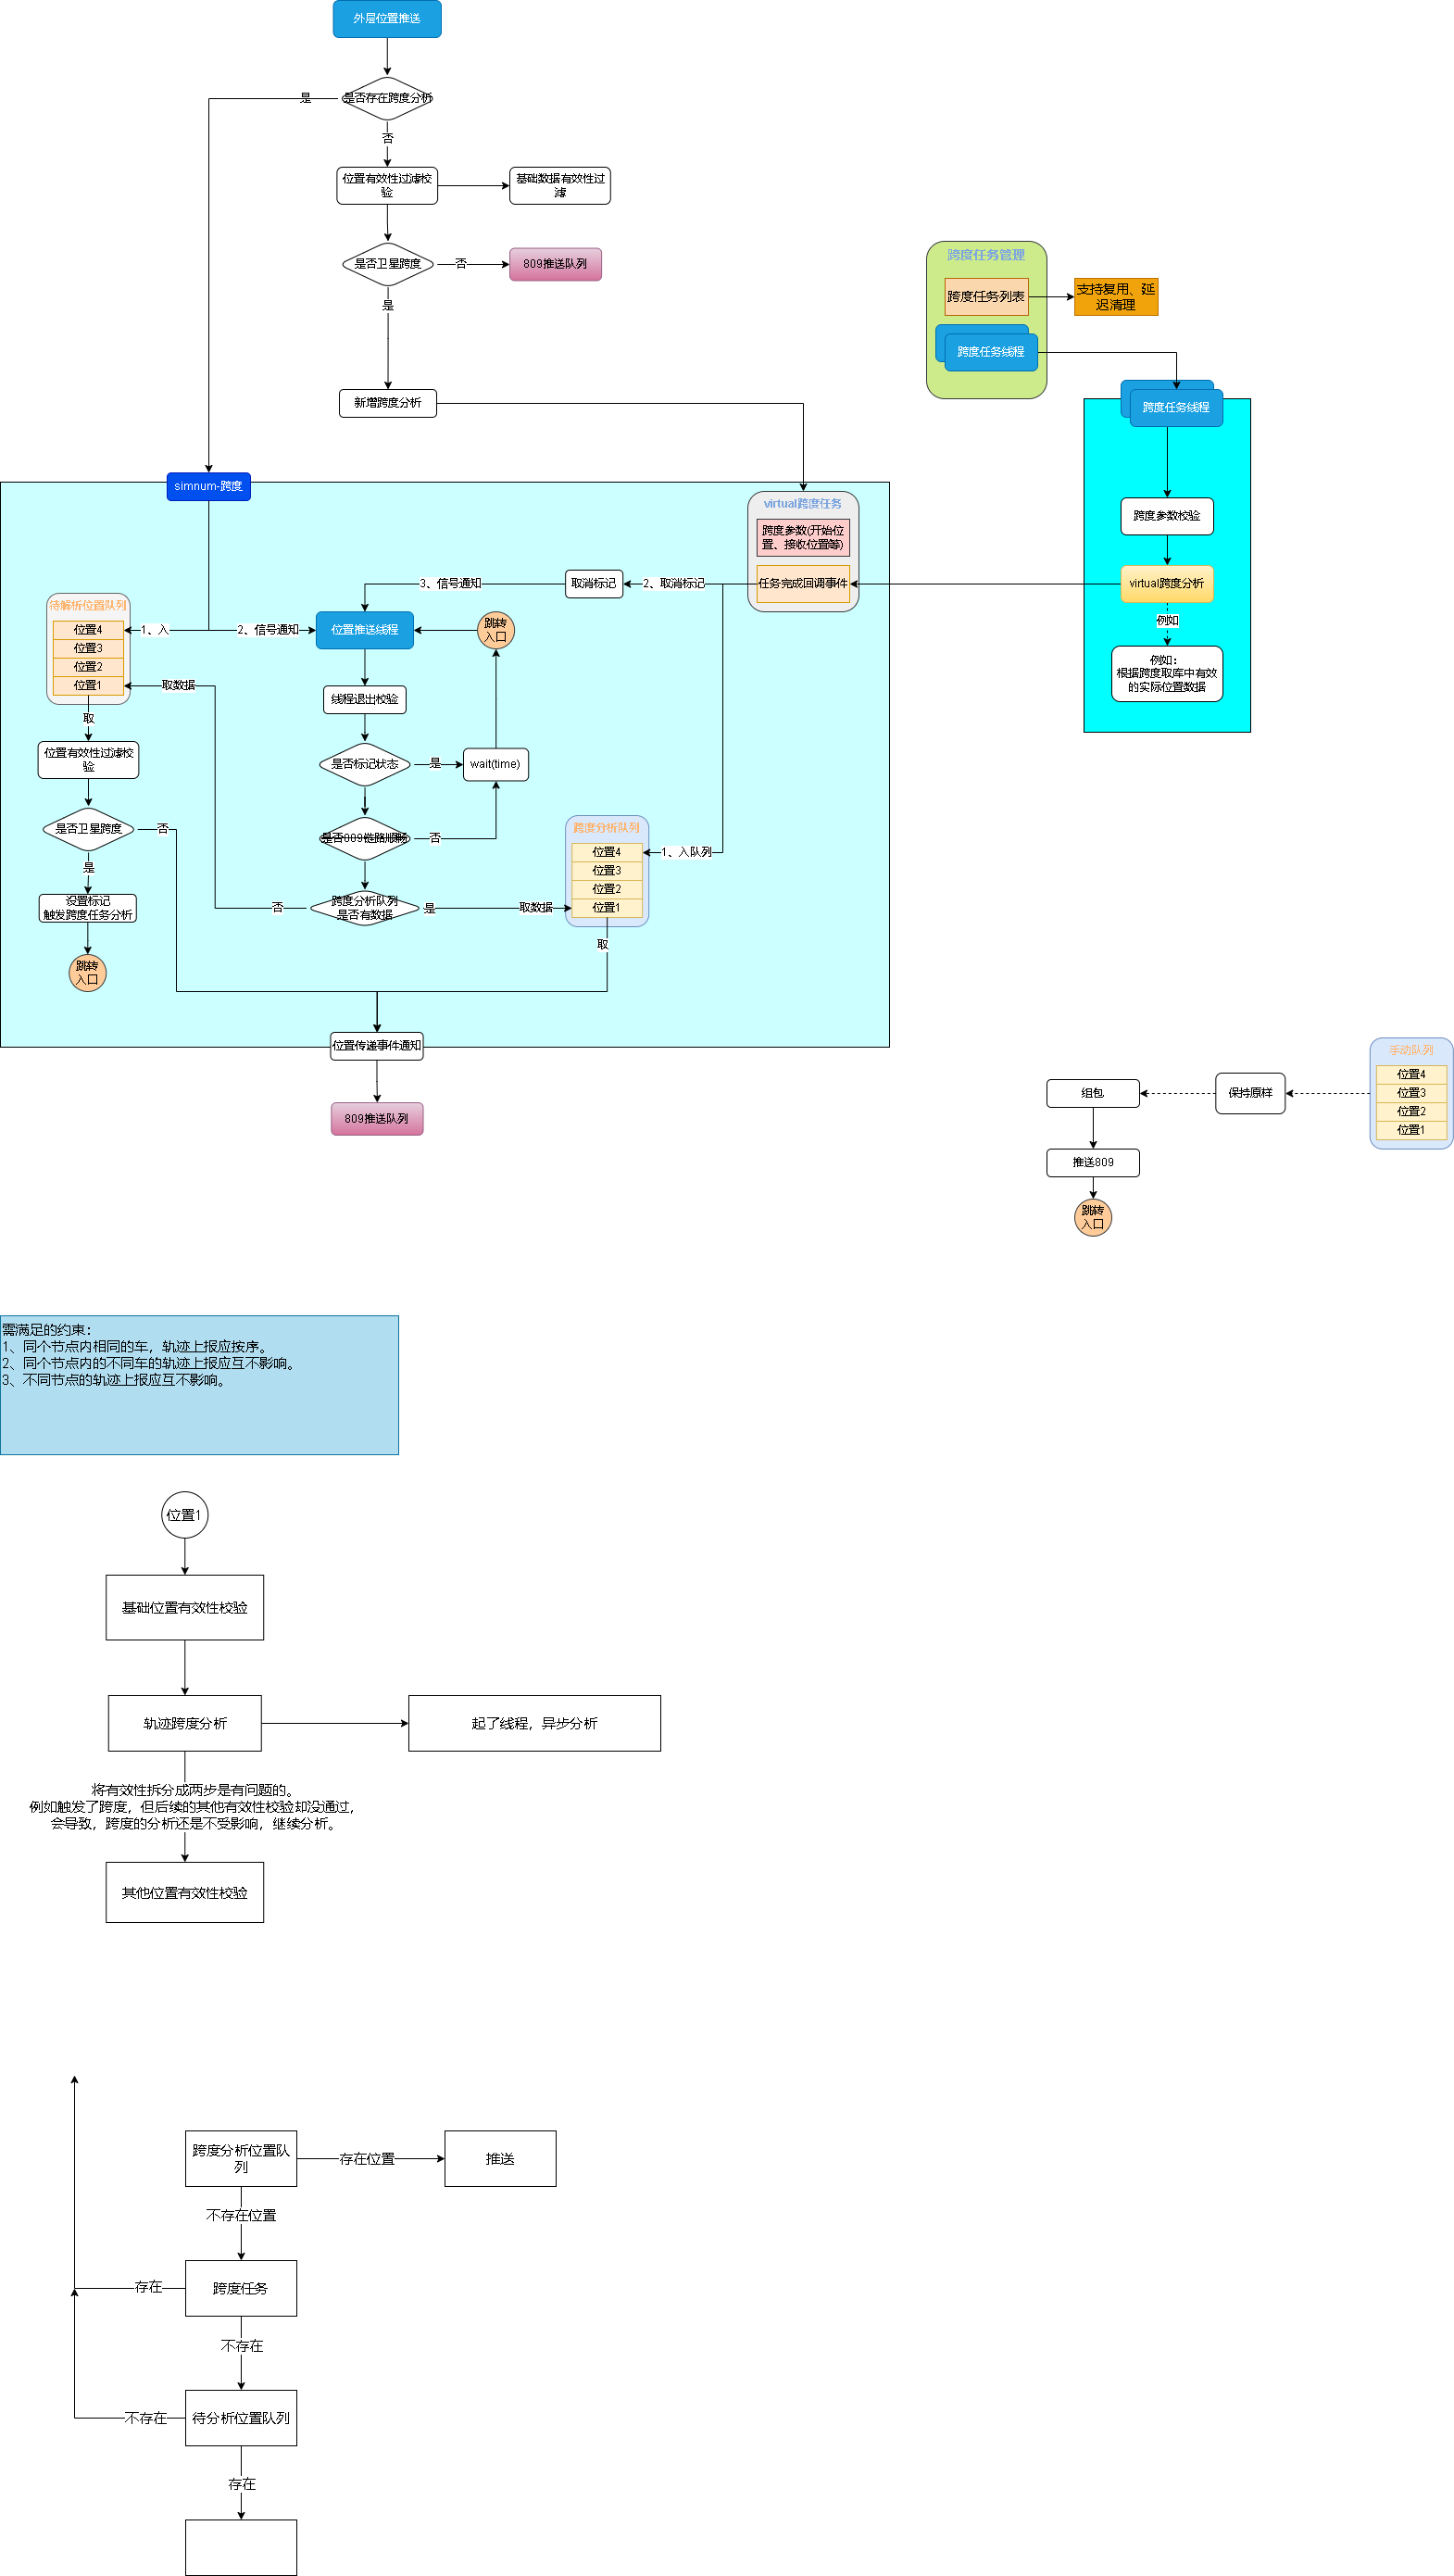 外层位置推送
是否存在跨度分析
是
否
位置有效性过滤校
验
基础数据有效性过
滤
是否卫星跨度
否
809推送队列
是
新增跨度分析
跨度任务管理
跨度任务列表
支持复用、延
迟清理
跨度任务线程
跨度任务线程
跨度参数校验
virtual跨度分析
例如
例如：
根据跨度取库中有效
的实际位置数据
simnum-跨度
virtual跨度任务
跨度参数(开始位
置、接收位置等)
任务完成回调事件
2、取消标记
取消标记
3、信号通知
待解析位置队列
位置4
位置3
位置2
位置1
1、入
2、信号通知
位置推送线程
跳转
入口
取数据
线程退出校验
取
位置有效性过滤校
验
是否标记状态
是
wait(time)
是否卫星跨度
否
是否809链路顺畅
否
跨度分析队列
位置4
位置3
位置2
位置1
1、入队列
是
设置标记
触发跨度任务分析
跨度分析队列
是否有数据
否
是
取数据
取
跳转
入口
位置传递事件通知
809推送队列
手动队列
位置4
位置3
位置2
位置1
保持原样
组包
推送809
跳转
入口
需满足的约束：
1、同个节点内相同的车，轨迹上报应按序。
2、同个节点内的不同车的轨迹上报应互不影响。
3、不同节点的轨迹上报应互不影响。
位置1
基础位置有效性校验
轨迹跨度分析
起了线程，异步分析
将有效性拆分成两步是有问题的。
例如触发了跨度，但后续的其他有效性校验却没通过，
会导致，跨度的分析还是不受影响，继续分析。
其他位置有效性校验
跨度分析位置队
列
存在位置
推送
不存在位置
跨度任务
存在
不存在
待分析位置队列
不存在
存在